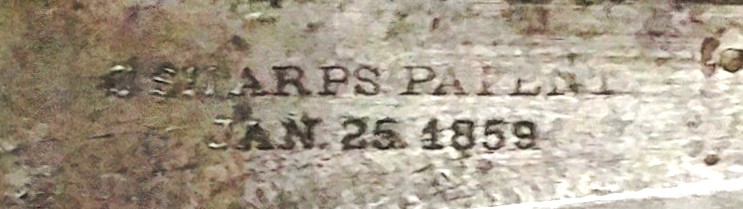 C SHARPS PATENT
JAN. 25 1859